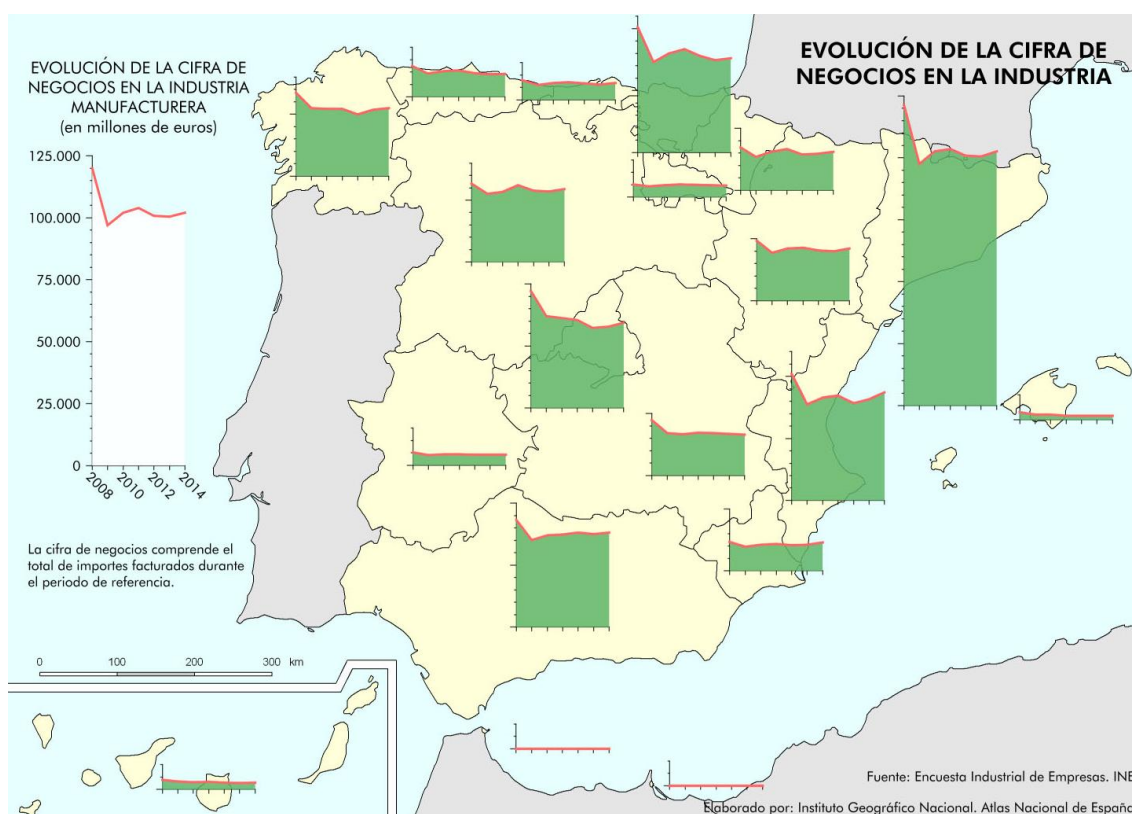 EVOLUCIÓN DE LA CIFRA DE
NEGOCIOS EN LA INDUSTRIA
EVOLUCIÓN DE LA CIFRA DE
NEGOCIOS EN LA INDUSTRIA
MANUFACTURERA
(en millones de euros)
125.000
100.000
75.000
50.000
25.000
0
2008
2010
2012
2014
La cifra de negocios comprende el
total de importes facturados durante
el periodo de referencia.
0 100 200 300 km
Fuente: Encuesta Industrial de Empresas. INE
Elaborado por: Instituto Geográfico Nacional. Atlas Nacional de España